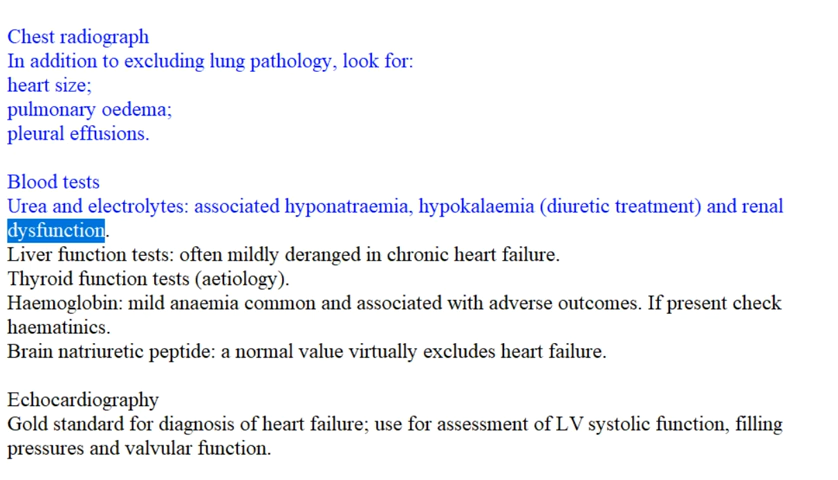 Chest radiograph
In addition to excluding lung pathology, look for:
heart size;
pulmonary oedema;
pleural effusions.
Blood tests
Urea and electrolytes: associated hyponatraemia, hypokalaemia (diuretic treatment) and renal
dysfunction.
Liver function tests: often mildly deranged in chronic heart failure.
Thyroid function tests (aetiology).
Haemoglobin: mild anaemia common and associated with adverse outcomes. If present check
haematinics.
Brain natriuretic peptide: a normal value virtually excludes heart failure.
Echocardiography
Gold standard for diagnosis of heart failure; use for assessment of LV systolic function, filling
pressures and valvular function.